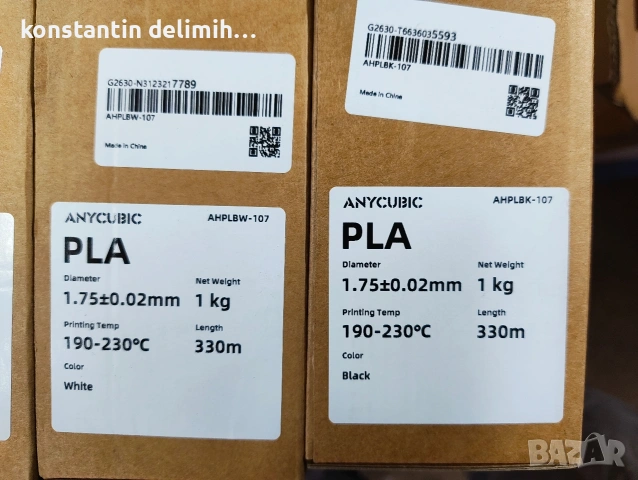 konstantin delimih...
G2630-N3123217789
AHPLBW-107
Made in China
ANYCUBIC AHPLBW-107
PLA
Diameter Net Weight
1.75±0.02mm 1 kg
Printing Temp Length
190-230°C 330m
Color
White
G2630-T6636035593
AHPLBK-107
Made in China
ANYCUBIC AHPLBK-107
PLA
Diameter Net Weight
1.75±0.02mm 1 kg
Printing Temp Length
190-230°C 330m
Color
Black
BAZAR